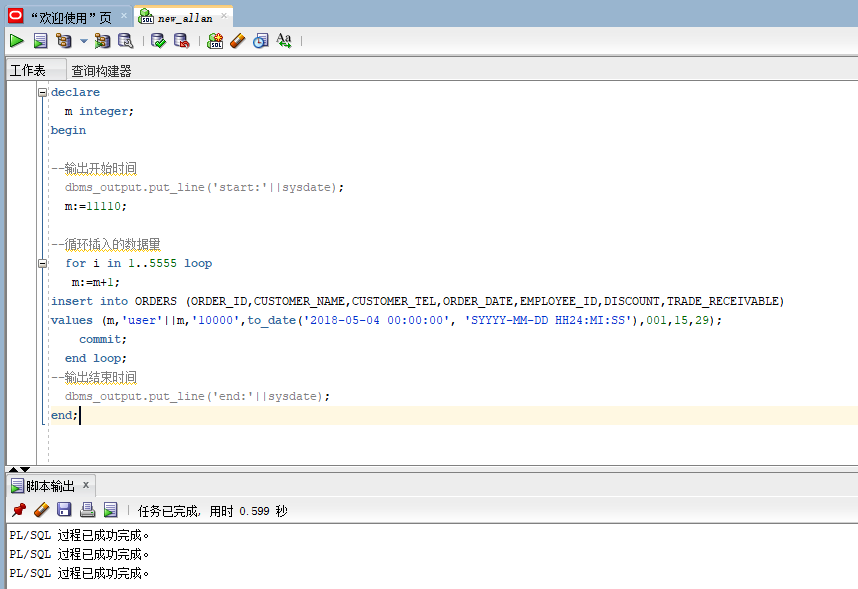 “欢迎使用”页 new_allan
工作表 查询构建器
declare
m integer;
begin
--输出开始时间
dbms_output.put_line('start:'||sysdate);
m:=11110;
--循环插入的数据量
for i in 1..5555 loop
m:=m+1;
insert into ORDERS (ORDER_ID,CUSTOMER_NAME,CUSTOMER_TEL,ORDER_DATE,EMPLOYEE_ID,DISCOUNT,TRADE_RECEIVABLE)
values (m,'user'||m,'10000',to_date('2018-05-04 00:00:00', 'SYYYY-MM-DD HH24:MI:SS'),001,15,29);
commit;
end loop;
--输出结束时间
dbms_output.put_line('end:'||sysdate);
end;
脚本输出 x
任务已完成, 用时 0.599 秒
PL/SQL 过程已成功完成。
PL/SQL 过程已成功完成。
PL/SQL 过程已成功完成。